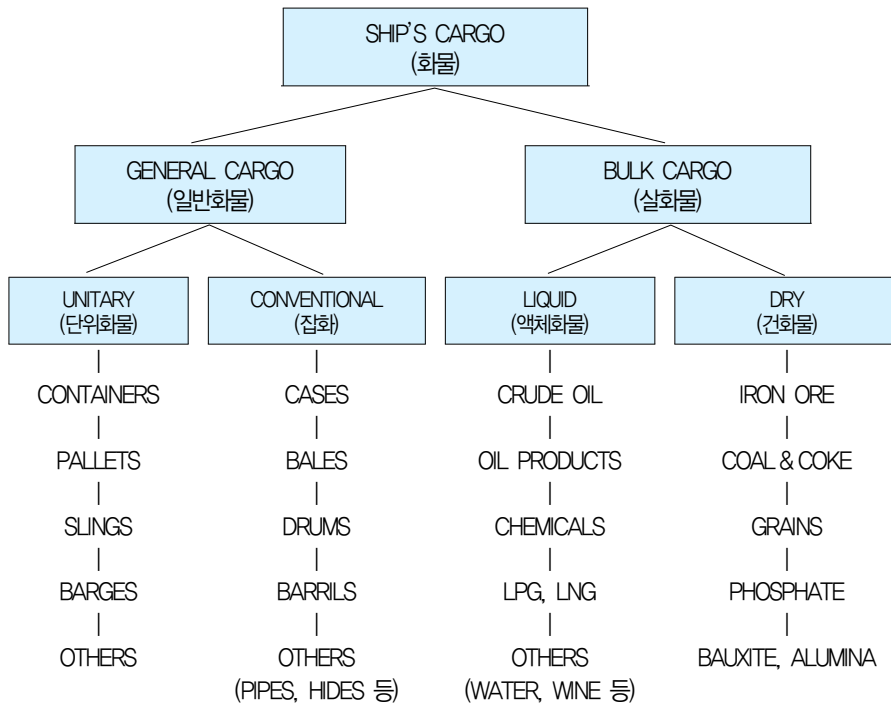 SHIP'S CARGO
(화물)
GENERAL CARGO
(일반화물)
BULK CARGO
(살화물)
UNITARY
(단위화물)
CONVENTIONAL
(잡화)
LIQUID
(액체화물)
DRY
(건화물)
CONTAINERS
CASES
CRUDE OIL
IRON ORE
PALLETS
BALES
OIL PRODUCTS
COAL & COKE
SLINGS
DRUMS
CHEMICALS
GRAINS
BARGES
BARRILS
LPG, LNG
PHOSPHATE
OTHERS
OTHERS
(PIPES, HIDES 등)
OTHERS
(WATER, WINE 등)
BAUXITE, ALUMINA